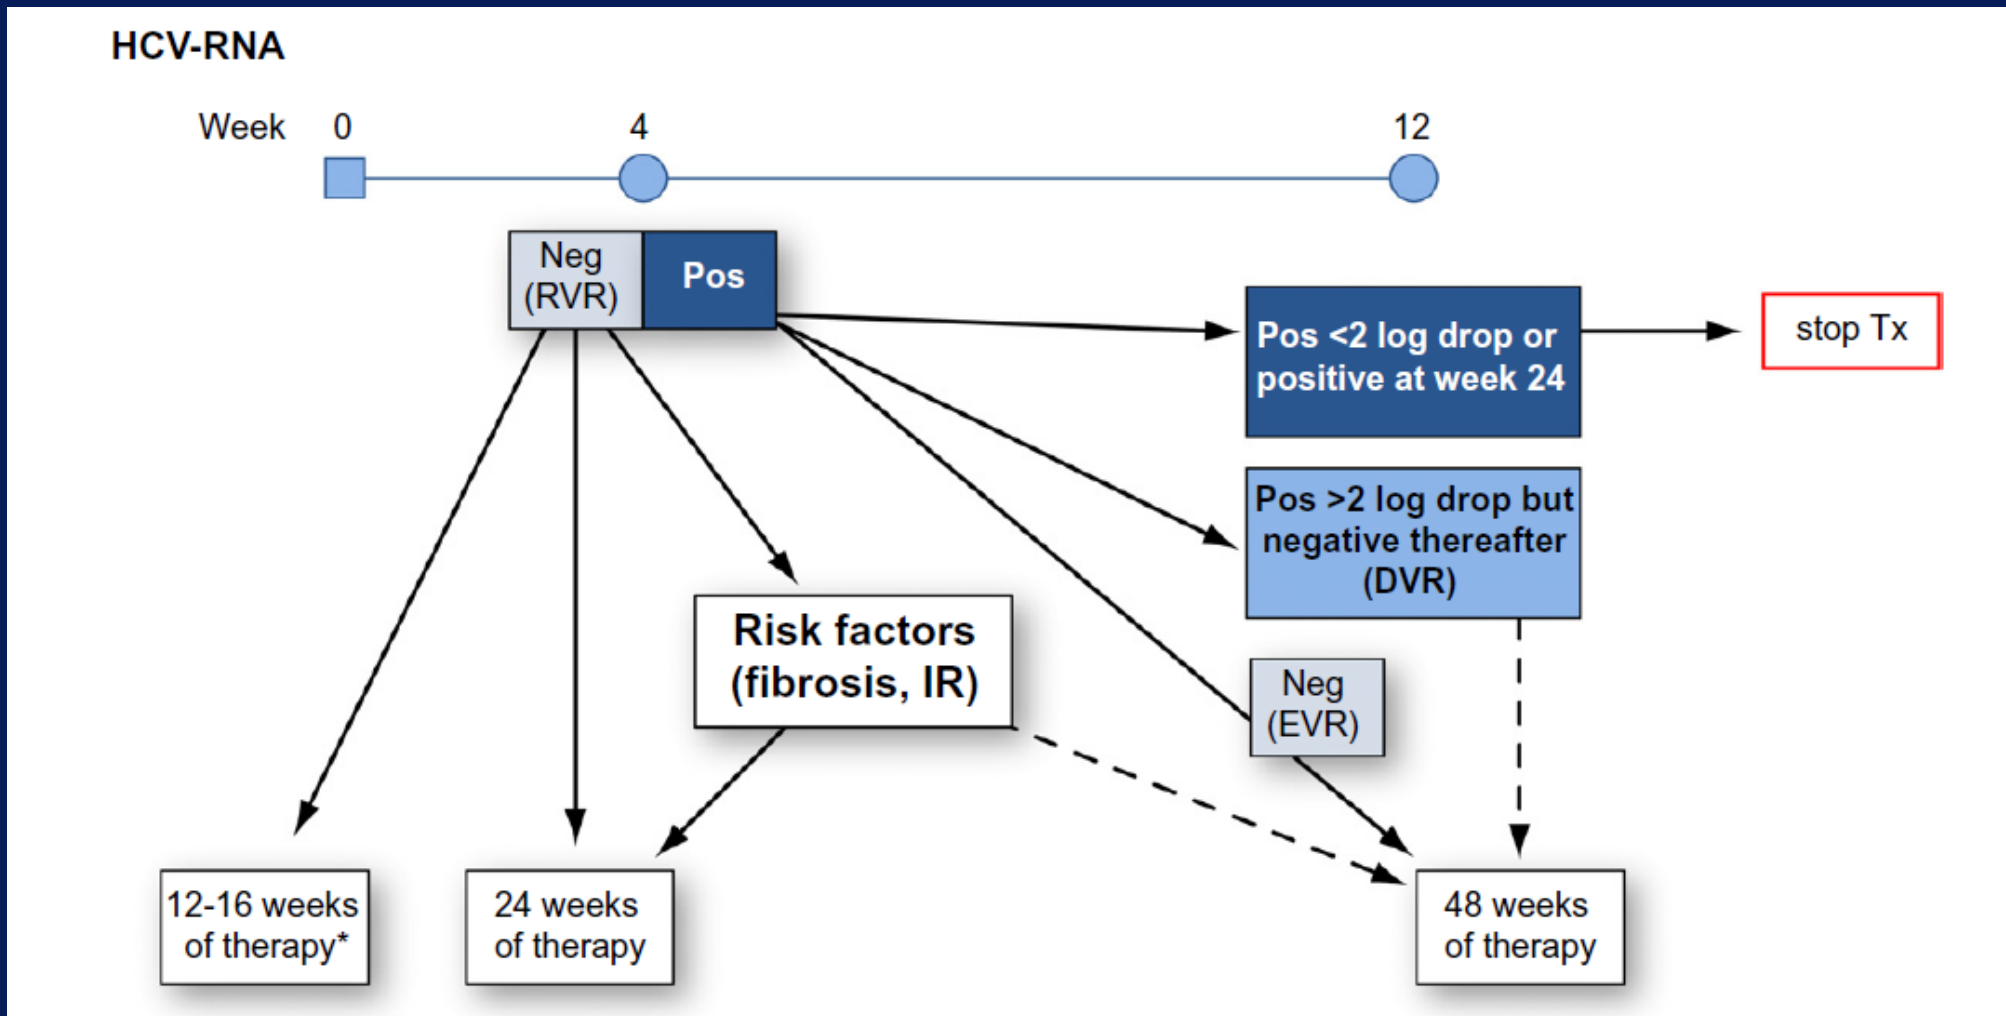 HCV-RNA
Week 0 4 12
Neg
(RVR)
Pos
Pos <2 log drop or
positive at week 24
stop Tx
Pos >2 log drop but
negative thereafter
(DVR)
Risk factors
(fibrosis, IR)
Neg
(EVR)
12-16 weeks
of therapy*
24 weeks
of therapy
48 weeks
of therapy